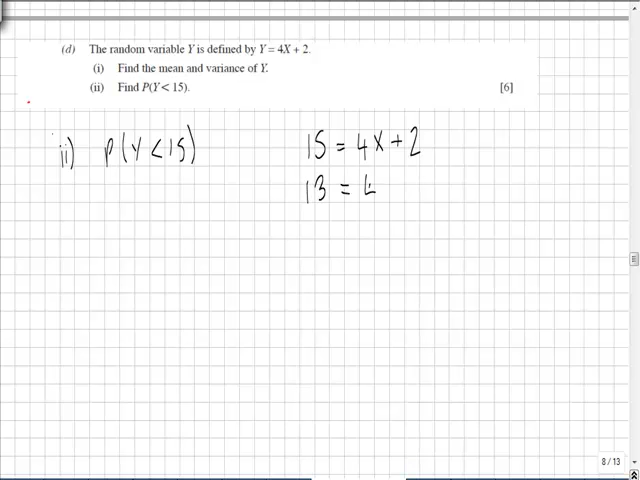 (d) The random variable Y is defined by Y = 4X + 2.
(i) Find the mean and variance of Y.
(ii) Find P(Y < 15). [6]
ii) P(Y < 15) 15 = 4X + 2
13 = 4
8 / 13